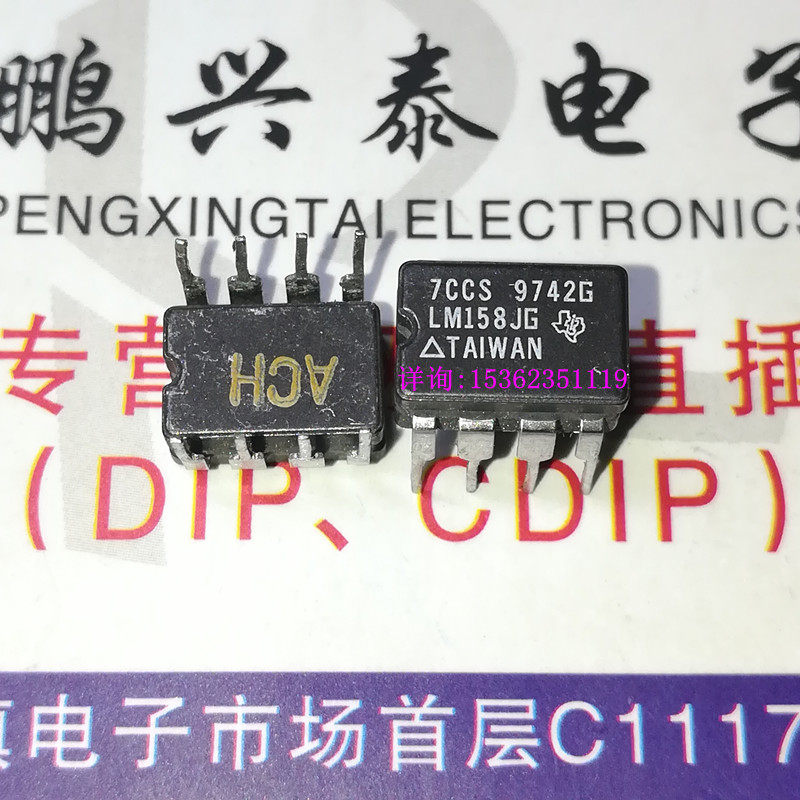 鹏兴泰电子
PENGXINGTAI ELECTRONICS
7CCS 9742G
LM158JG
△TAIWAN
ACH
详询:15362351119
专营 直插
(DIP、CDIP)
电子市场首层C1117